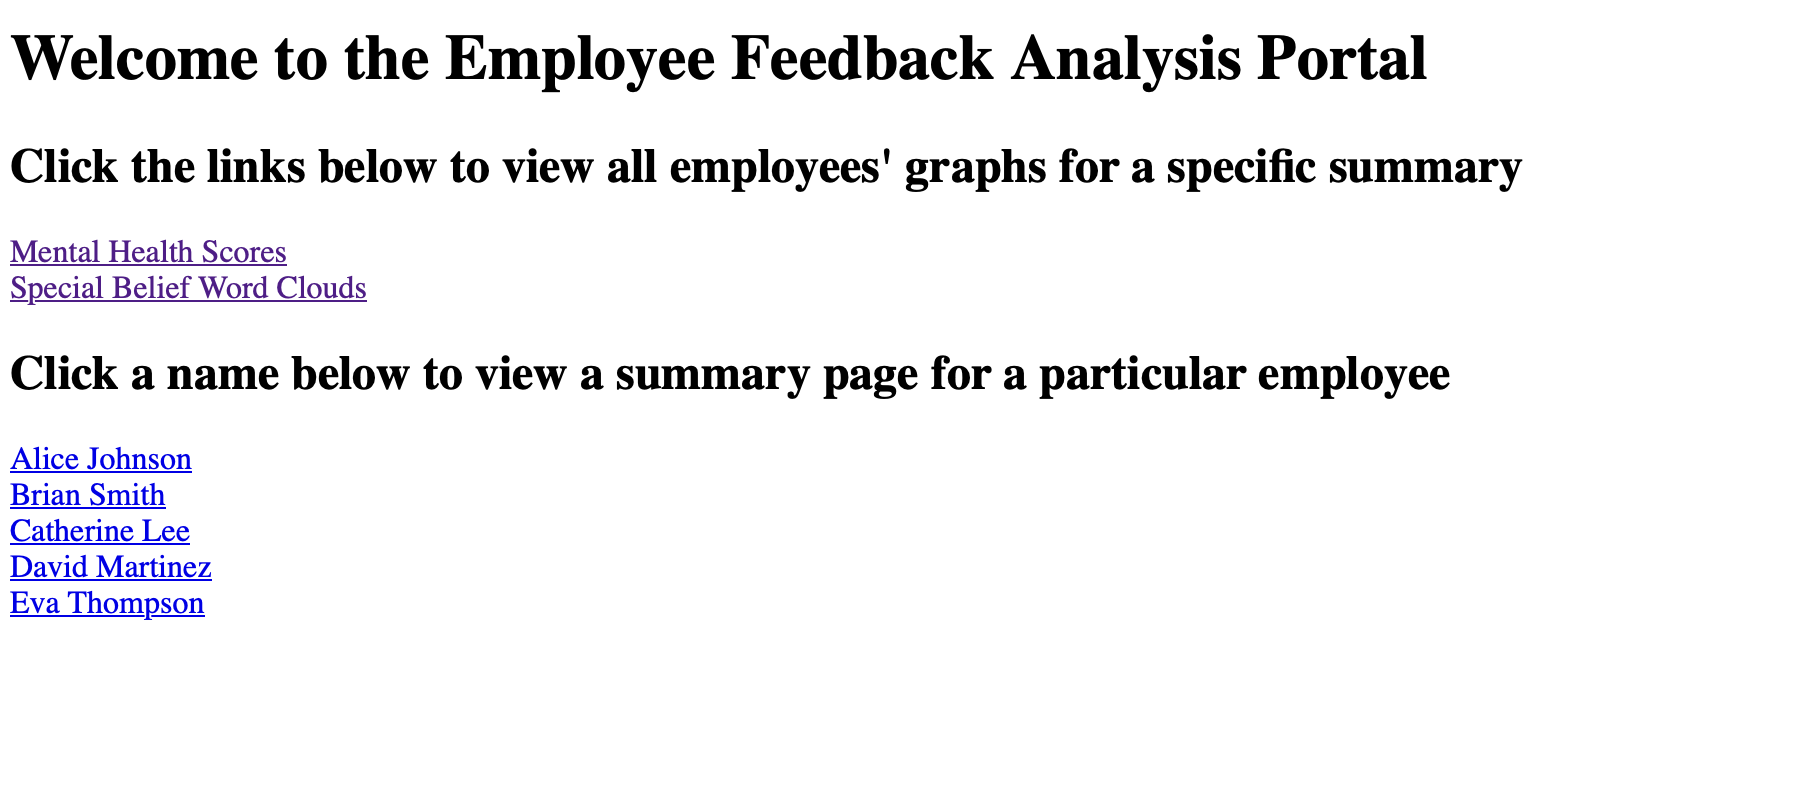 Welcome to the Employee Feedback Analysis Portal
Click the links below to view all employees' graphs for a specific summary
Mental Health Scores
Special Belief Word Clouds
Click a name below to view a summary page for a particular employee
Alice Johnson
Brian Smith
Catherine Lee
David Martinez
Eva Thompson